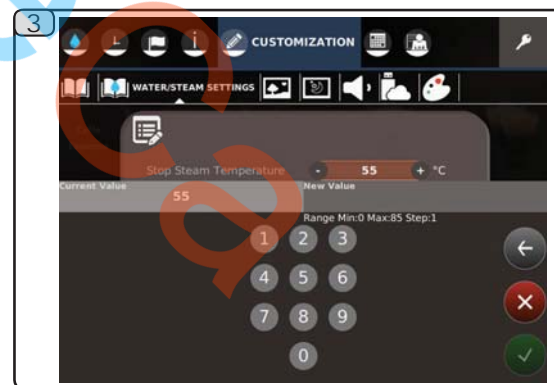 3
CUSTOMIZATION
WATER/STEAM SETTINGS
Stop Steam Temperature - 55 + °C
Current Value
New Value
55
Range Min:0 Max:85 Step:1
1 2 3
4 5 6
7 8 9
0